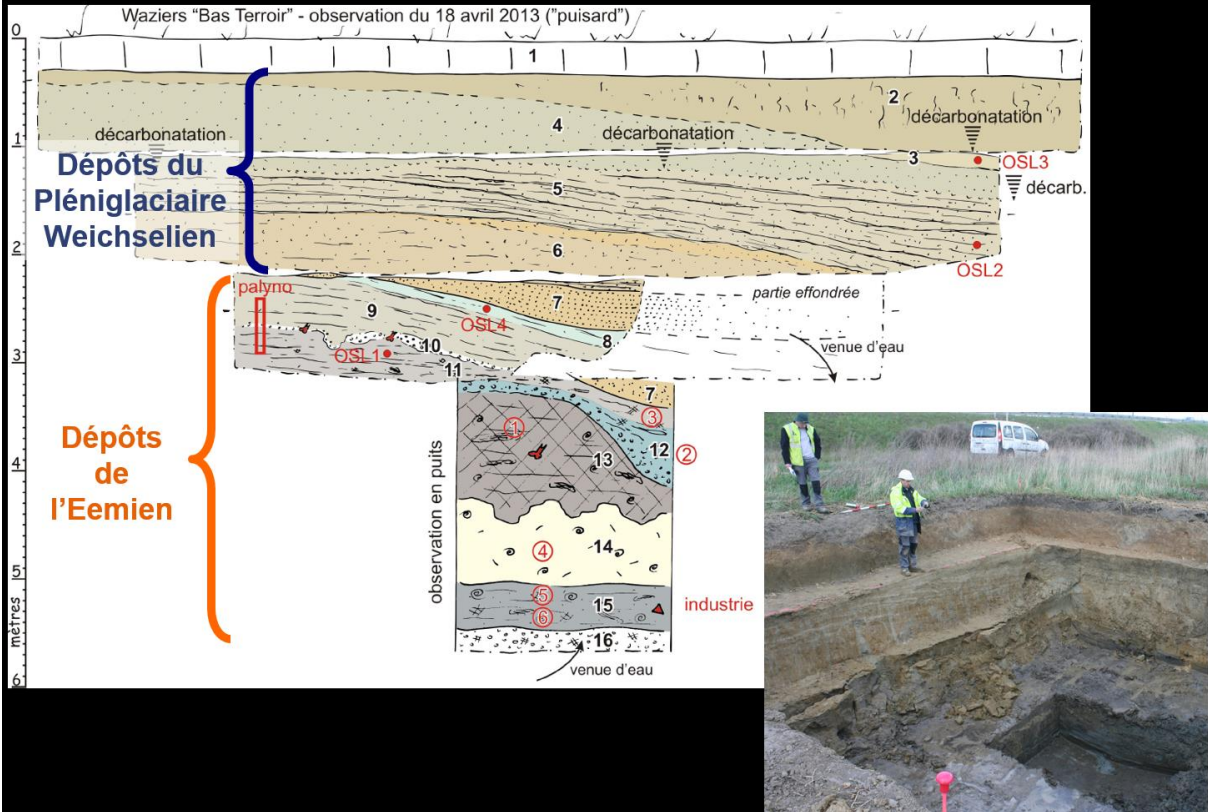 Waziers "Bas Terroir" - observation du 18 avril 2013 ("puisard")
0
1
2
4
décarbonatation
décarbonatation
décarbonatation
1
3
OSL3
Dépôts du
Pléniglaciaire
Weichselien
5
décarb.
2
6
OSL2
palyno
7
partie effondrée
9
OSL4
8
10
venue d'eau
3
OSL1
11
7
3
Dépôts
de
l'Eemien
1
12
2
13
4
observation en puits
14
4
5
5
15
industrie
6
16
mètres
venue d'eau
6